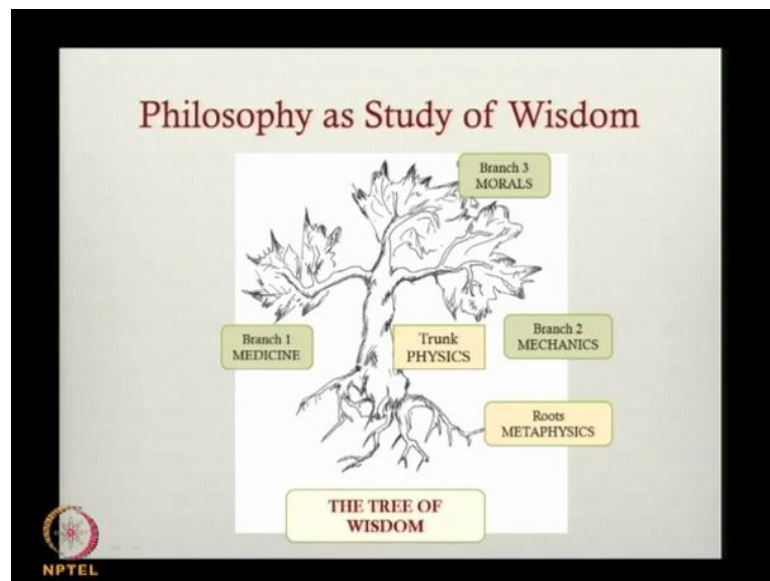 Philosophy as Study of Wisdom
Branch 3
MORALS
Branch 1
MEDICINE
Trunk
PHYSICS
Branch 2
MECHANICS
Roots
METAPHYSICS
THE TREE OF
WISDOM
NPTEL